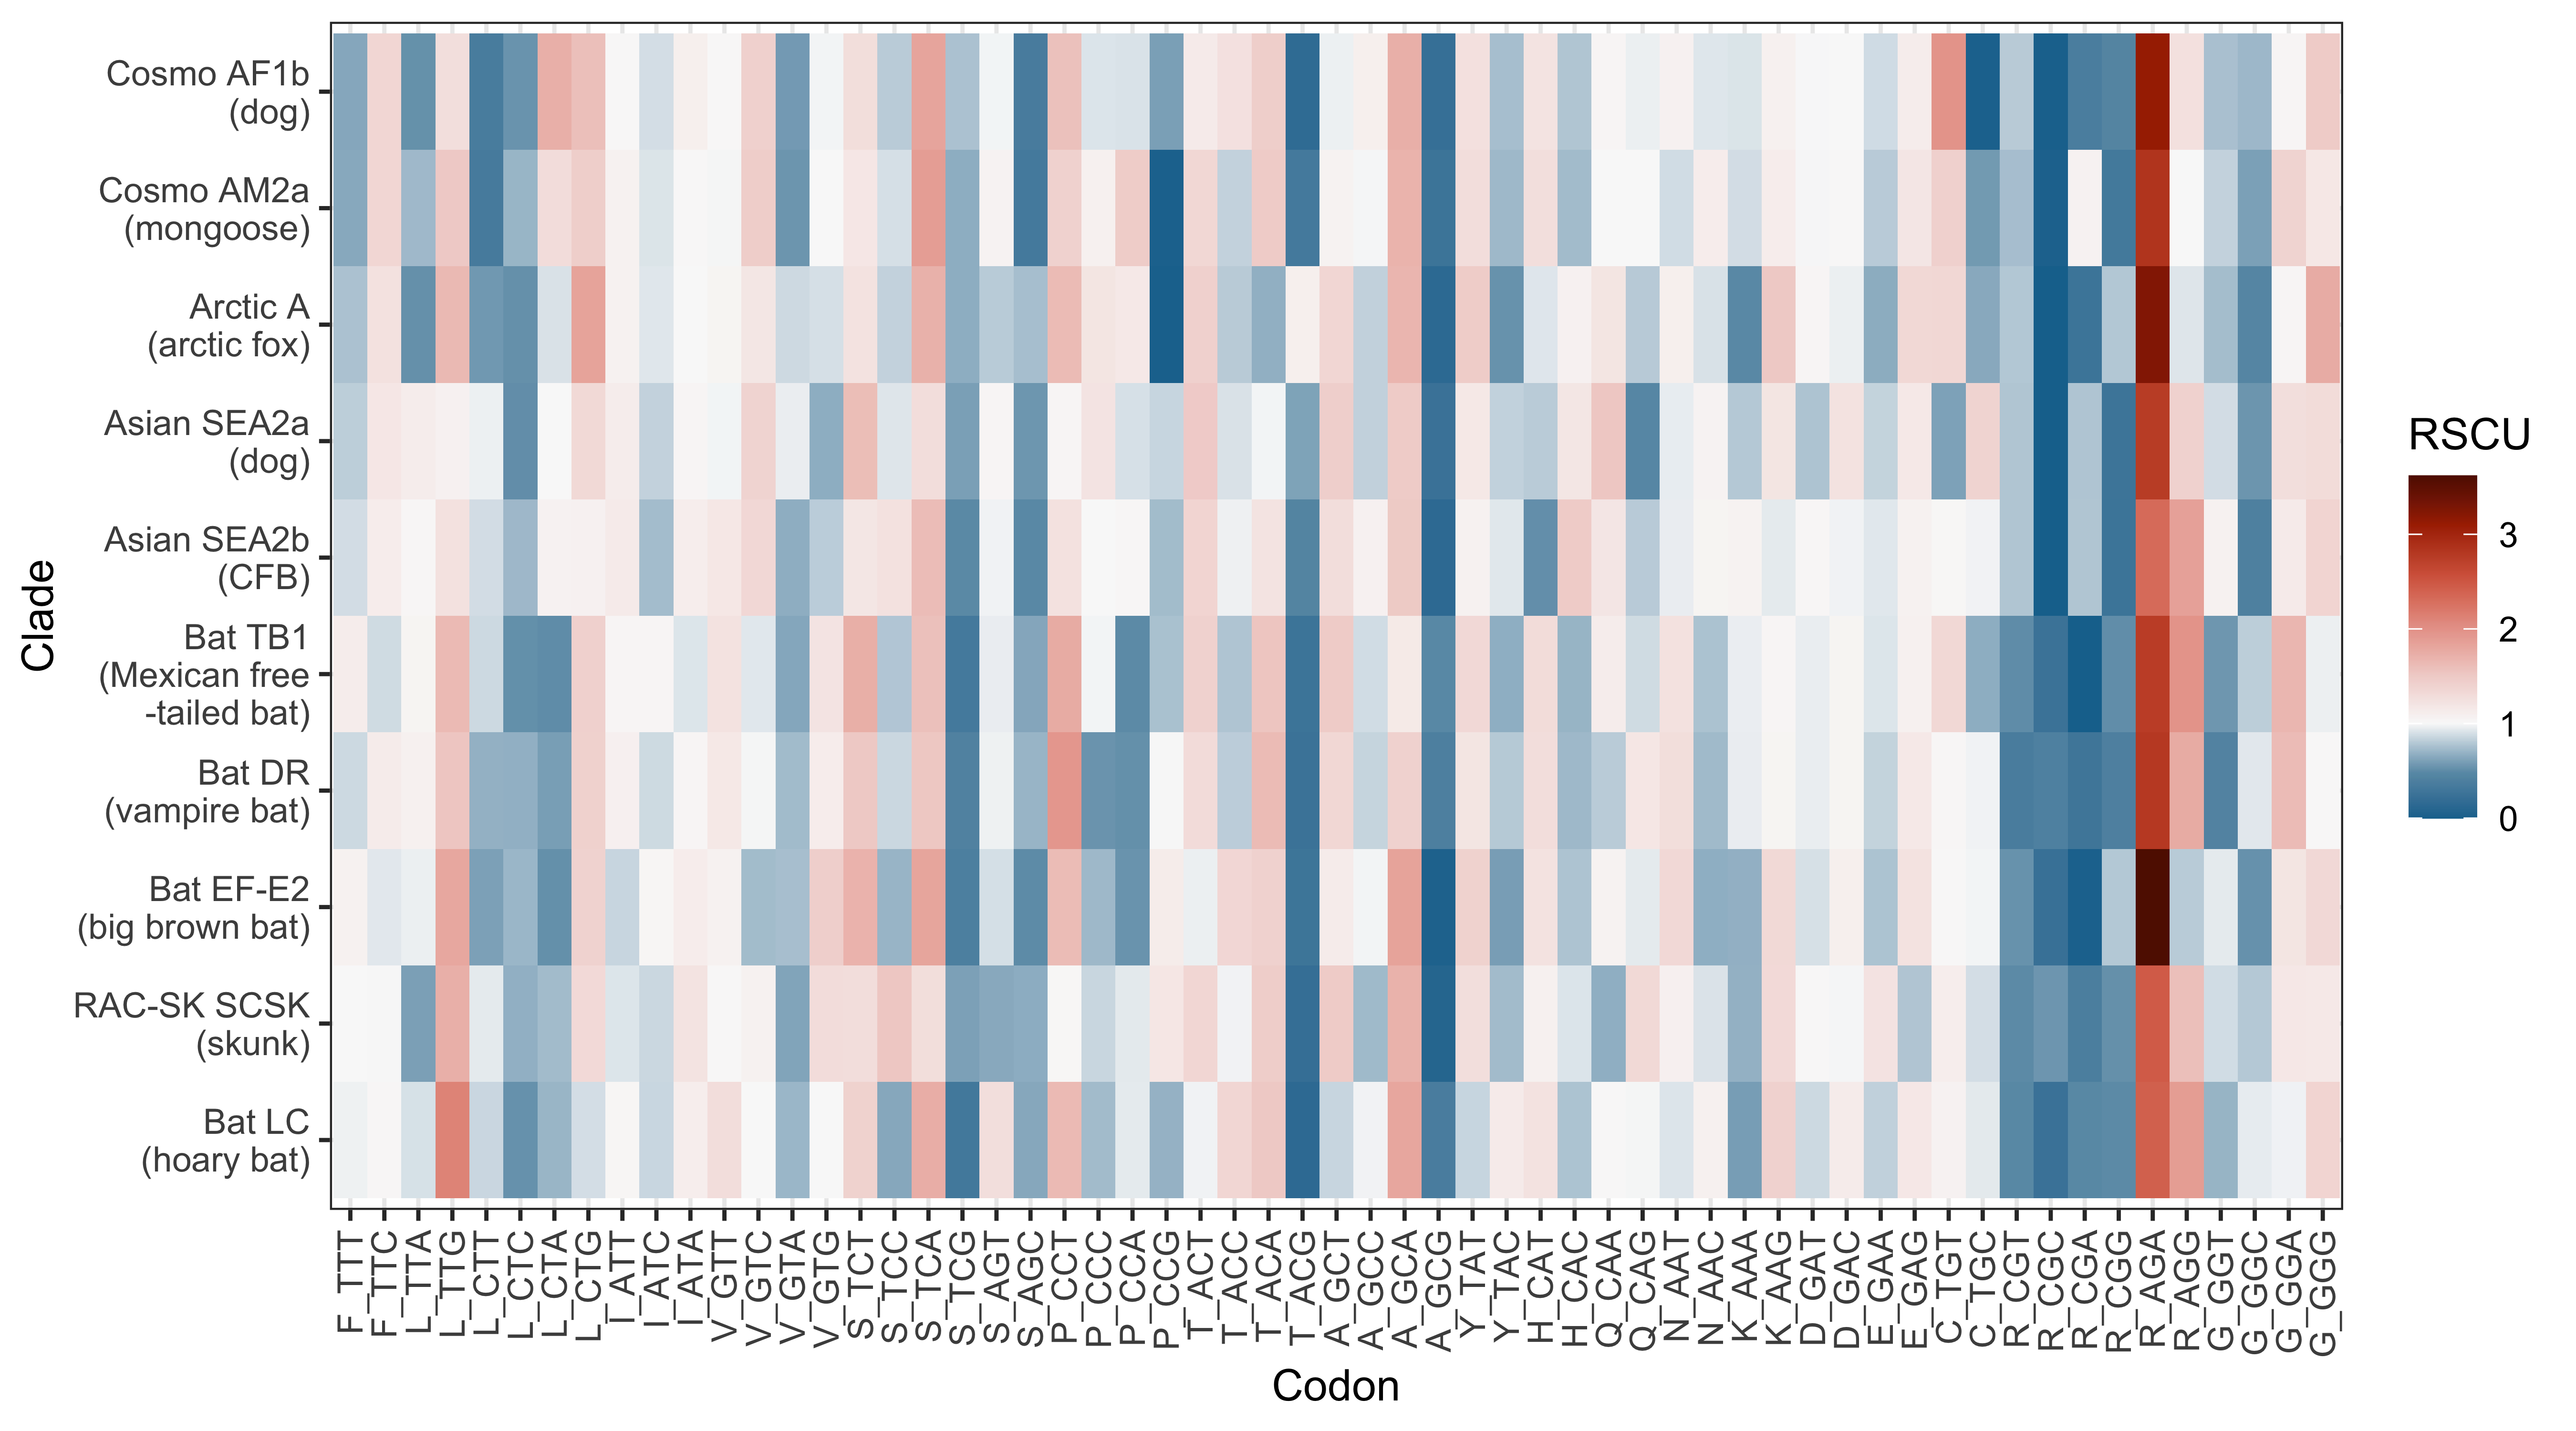 Cosmo AF1b
(dog)
Cosmo AM2a
(mongoose)
Arctic A
(arctic fox)
Asian SEA2a
(dog)
Asian SEA2b
(CFB)
Bat TB1
(Mexican free
-tailed bat)
Bat DR
(vampire bat)
Bat EF-E2
(big brown bat)
RAC-SK SCSK
(skunk)
Bat LC
(hoary bat)
Clade
F_TTT
F_TTC
L_TTA
L_TTG
L_CTT
L_CTC
L_CTA
L_CTG
I_ATT
I_ATC
I_ATA
V_GTT
V_GTC
V_GTA
V_GTG
S_TCT
S_TCC
S_TCA
S_TCG
S_AGT
S_AGC
P_CCT
P_CCC
P_CCA
P_CCG
T_ACT
T_ACC
T_ACA
T_ACG
A_GCT
A_GCC
A_GCA
A_GCG
Y_TAT
Y_TAC
H_CAT
H_CAC
Q_CAA
Q_CAG
N_AAT
N_AAC
K_AAA
K_AAG
D_GAT
D_GAC
E_GAA
E_GAG
C_TGT
C_TGC
R_CGT
R_CGC
R_CGA
R_CGG
R_AGA
R_AGG
G_GGT
G_GGC
G_GGA
G_GGG
Codon
RSCU
3
2
1
0